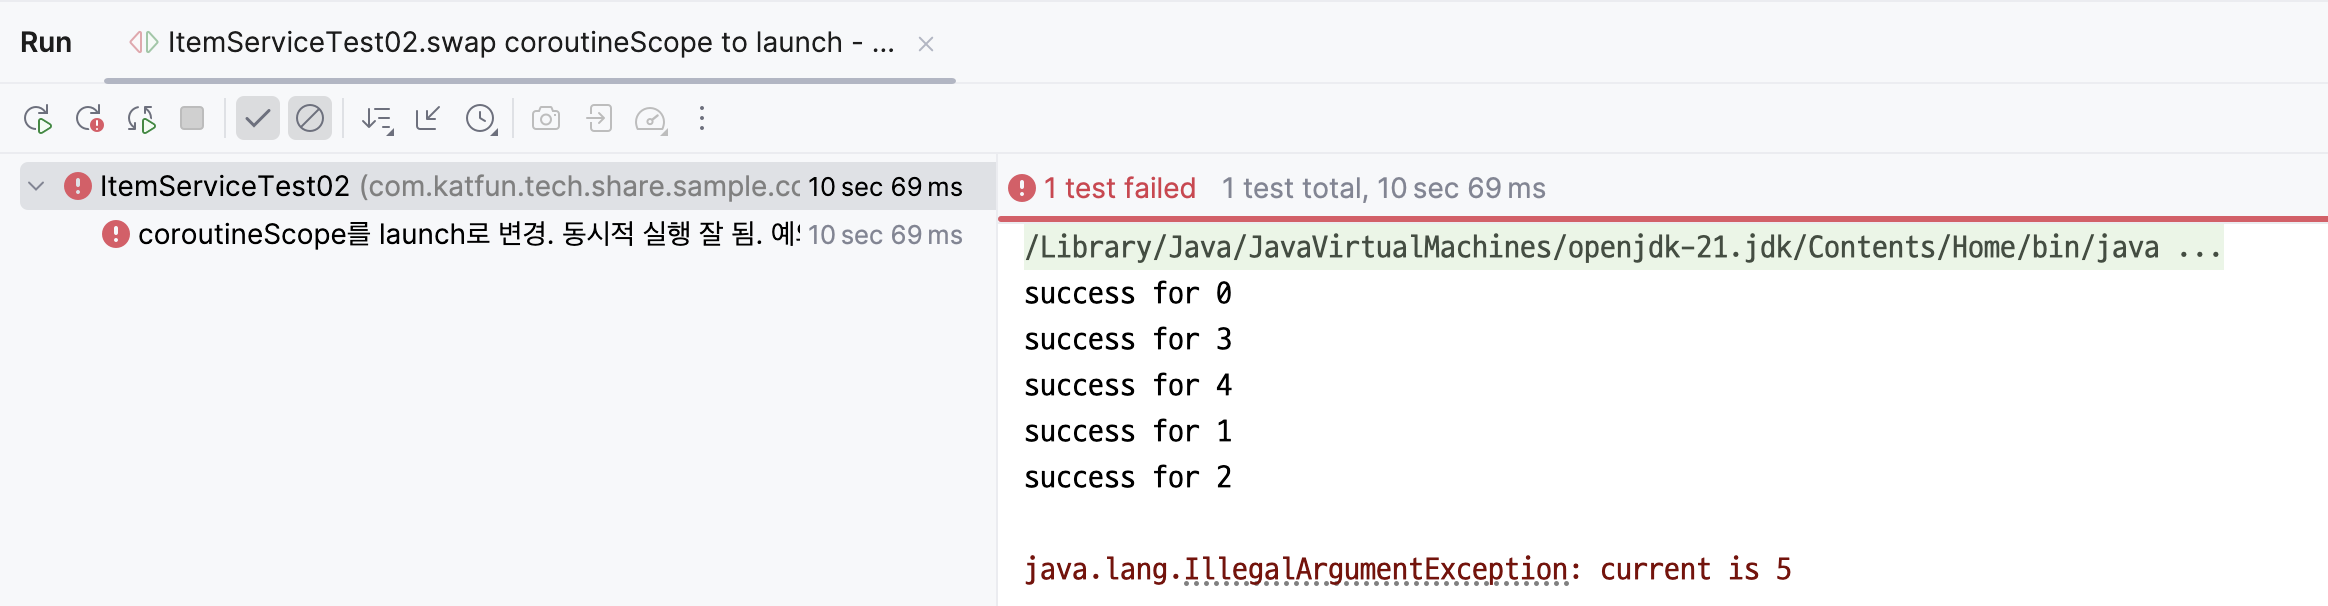 Run
ItemServiceTest02.swap coroutineScope to launch - ...
ItemServiceTest02 (com.katfun.tech.share.sample.cc 10 sec 69 ms
coroutineScope를 launch로 변경. 동시적 실행 잘 됨. 10 sec 69 ms
1 test failed 1 test total, 10 sec 69 ms
/Library/Java/JavaVirtualMachines/openjdk-21.jdk/Contents/Home/bin/java ...
success for 0
success for 3
success for 4
success for 1
success for 2
java.lang.IllegalArgumentException: current is 5